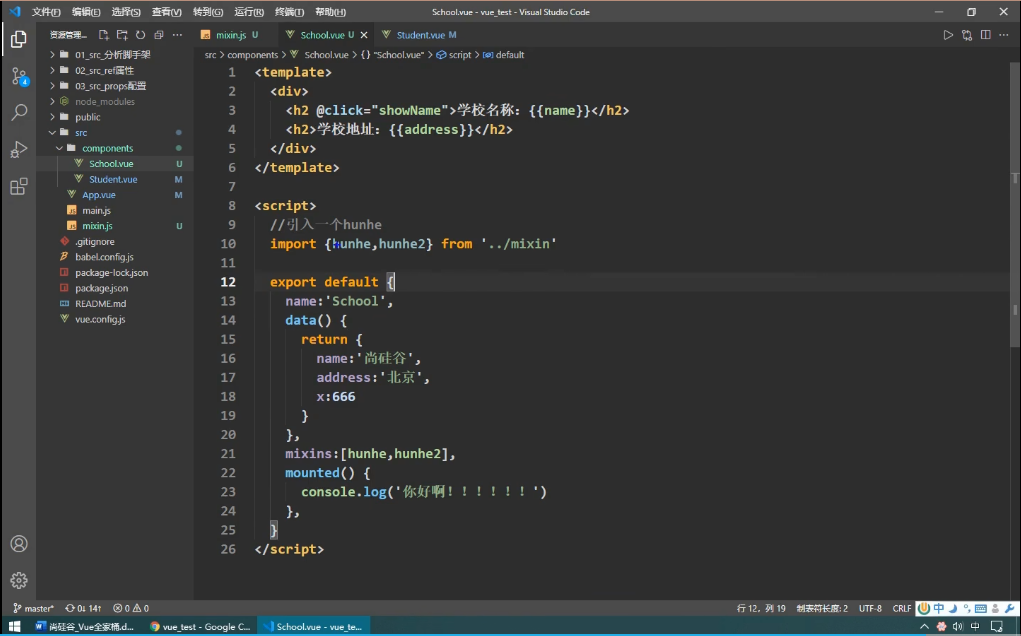 文件(F) 编辑(E) 选择(S) 查看(V) 转到(G) 运行(R) 终端(T) 帮助(H) School.vue - vue_test - Visual Studio Code
资源管理... mixin.js U School.vue U Student.vue M
src > components > School.vue > {} "School.vue" > script > default
01_src_分析脚手架
02_src_ref属性
03_src_props配置
node_modules
public
src
components
School.vue U
Student.vue M
App.vue M
main.js
mixin.js U
.gitignore
babel.config.js
package-lock.json
package.json
README.md
vue.config.js
4
1 <template>
2 <div>
3 <h2 @click="showName">学校名称：{{name}}</h2>
4 <h2>学校地址：{{address}}</h2>
5 </div>
6 </template>
7
8 <script>
9 //引入一个hunhe
10 import {hunhe,hunhe2} from '../mixin'
11
12 export default {
13 name:'School',
14 data() {
15 return {
16 name:'尚硅谷',
17 address:'北京',
18 x:666
19 }
20 },
21 mixins:[hunhe,hunhe2],
22 mounted() {
23 console.log('你好啊！！！！！！')
24 },
25 }
26 </script>
master* 0↓ 14↑ 0 0 行 12，列 19 制表符长度: 2 UTF-8 CRLF 中
尚硅谷_Vue全家桶.d... vue_test - Google C... School.vue - vue_te... 中